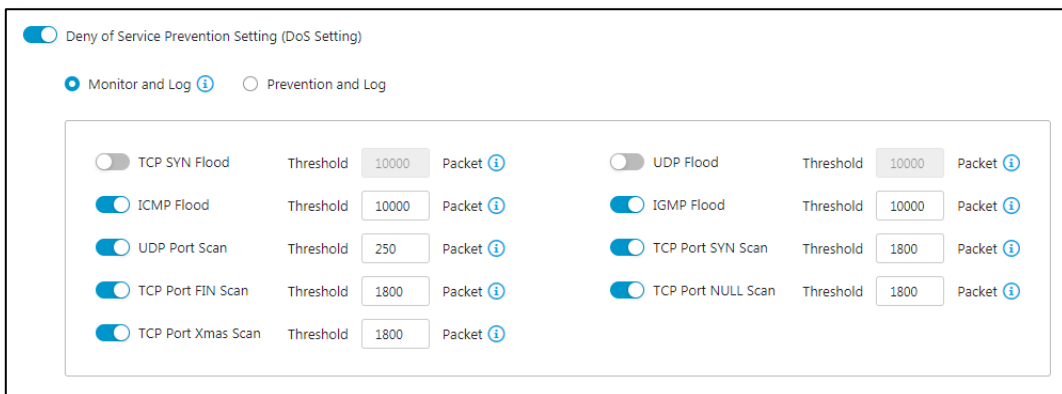 Deny of Service Prevention Setting (DoS Setting)
Monitor and Log Prevention and Log
TCP SYN Flood Threshold 10000 Packet UDP Flood Threshold 10000 Packet
ICMP Flood Threshold 10000 Packet IGMP Flood Threshold 10000 Packet
UDP Port Scan Threshold 250 Packet TCP Port SYN Scan Threshold 1800 Packet
TCP Port FIN Scan Threshold 1800 Packet TCP Port NULL Scan Threshold 1800 Packet
TCP Port Xmas Scan Threshold 1800 Packet